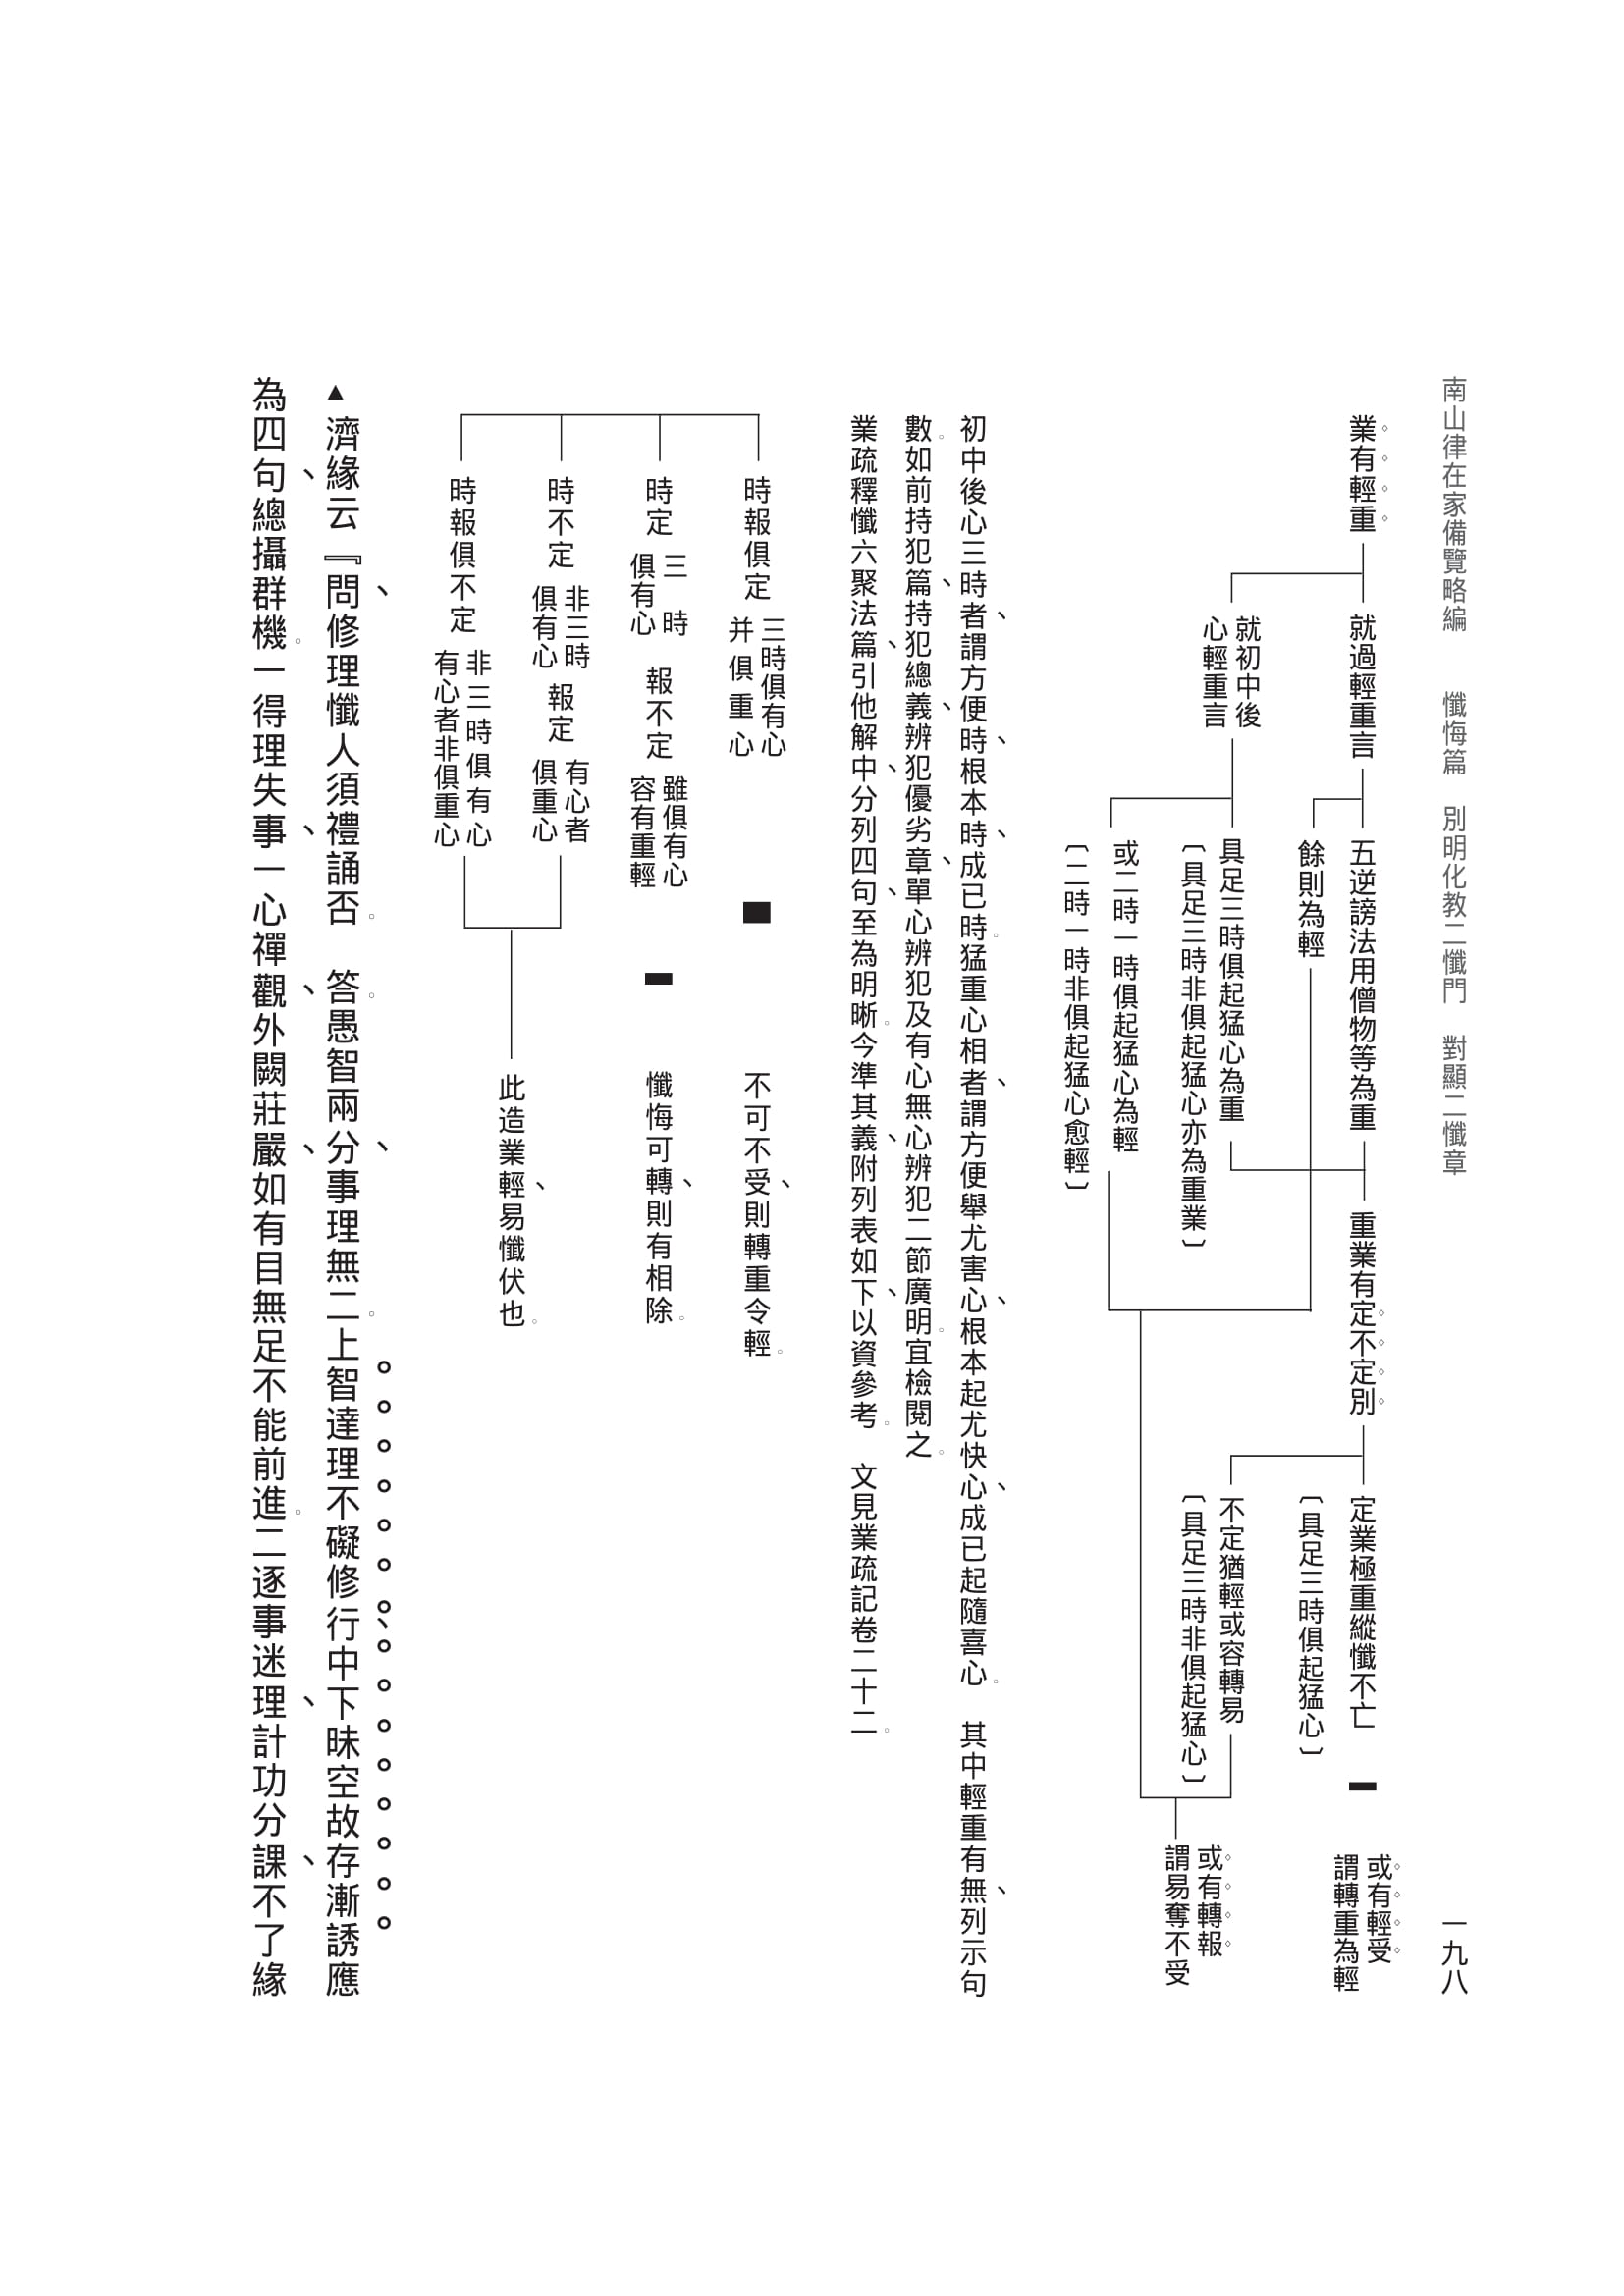 南山律在家備覽略編　懺悔篇　別明化教二懺門　對顯二懺章
一九八
業有輕重
就過輕重言
五逆謗法用僧物等為重
重業有定不定別
定業極重縱懺不亡
或有輕受
謂轉重為輕
〔具足三時俱起猛心〕
餘則為輕
就初中後
心輕重言
具足三時俱起猛心為重
不定猶輕或容轉易
〔具足三時非俱起猛心亦為重業〕
〔具足三時非俱起猛心〕
或有轉報
謂易奪不受
或二時一時俱起猛心為輕
〔二時一時非俱起猛心愈輕〕
初中後心三時者、謂方便時、根本時、成已時。猛重心相者、謂方便舉尤害心、根本起尤快心、成已起隨喜心。其中輕重有無、列示句
數。如前持犯篇、持犯總義、辨犯優劣章、單心辨犯及有心無心辨犯二節廣明。宜檢閱之。
業疏釋懺六聚法篇、引他解中、分列四句、至為明晰。今準其義、附列表如下、以資參考。文見業疏記卷二十二。
時報俱定
三時俱有心
并俱重心
不可不受、則轉重令輕。
時定
三時
俱有心
報不定
雖俱有心
容有重輕
懺悔可轉、則有相除。
時不定
非三時
俱有心
報定
有心者
俱重心
時報俱不定
非三時俱有心
有心者非俱重心
此造業輕、易懺伏也。
▲濟緣云『問、修理懺人須禮誦否。答。愚智兩分、事理無二。上智達理不礙修行、中下昧空故存漸誘應
為四句、總攝群機。一得理失事、一心禪觀、外闕莊嚴、如有目無足不能前進。二逐事迷理、計功分課、不了緣